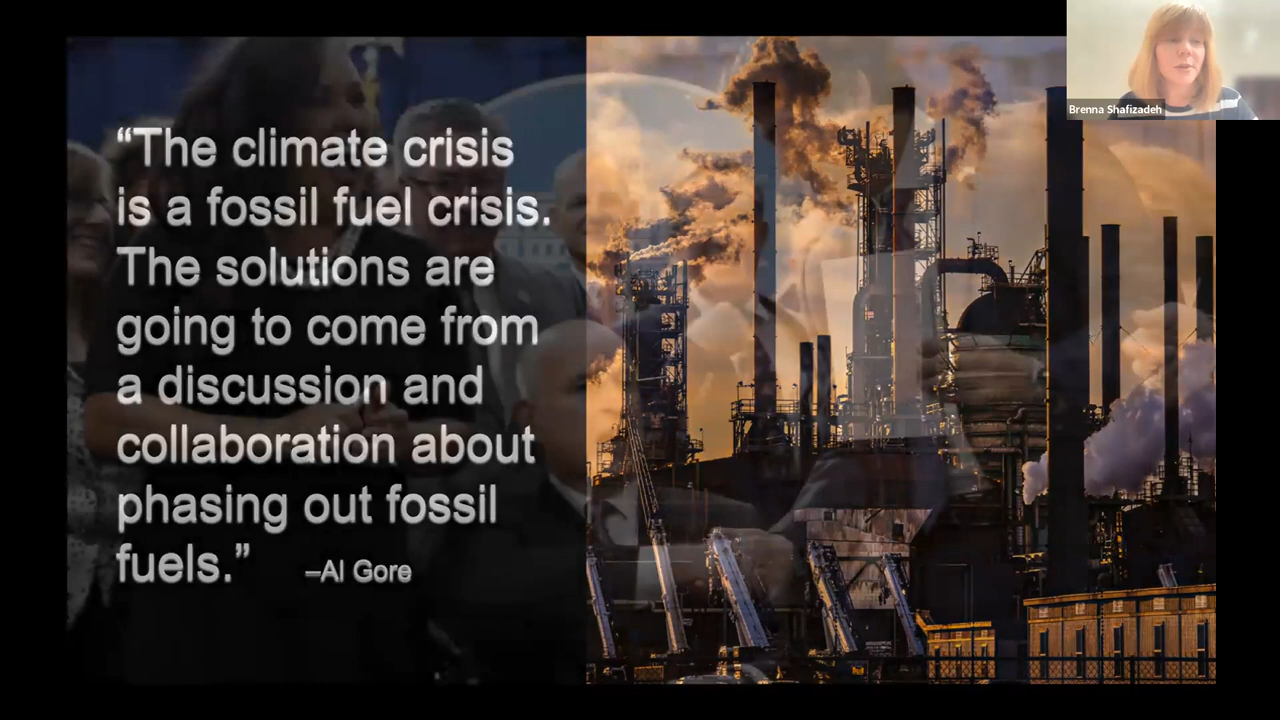 “The climate crisis
is a fossil fuel crisis.
The solutions are
going to come from
a discussion and
collaboration about
phasing out fossil
fuels.” –Al Gore
Brenna Shafizadeh